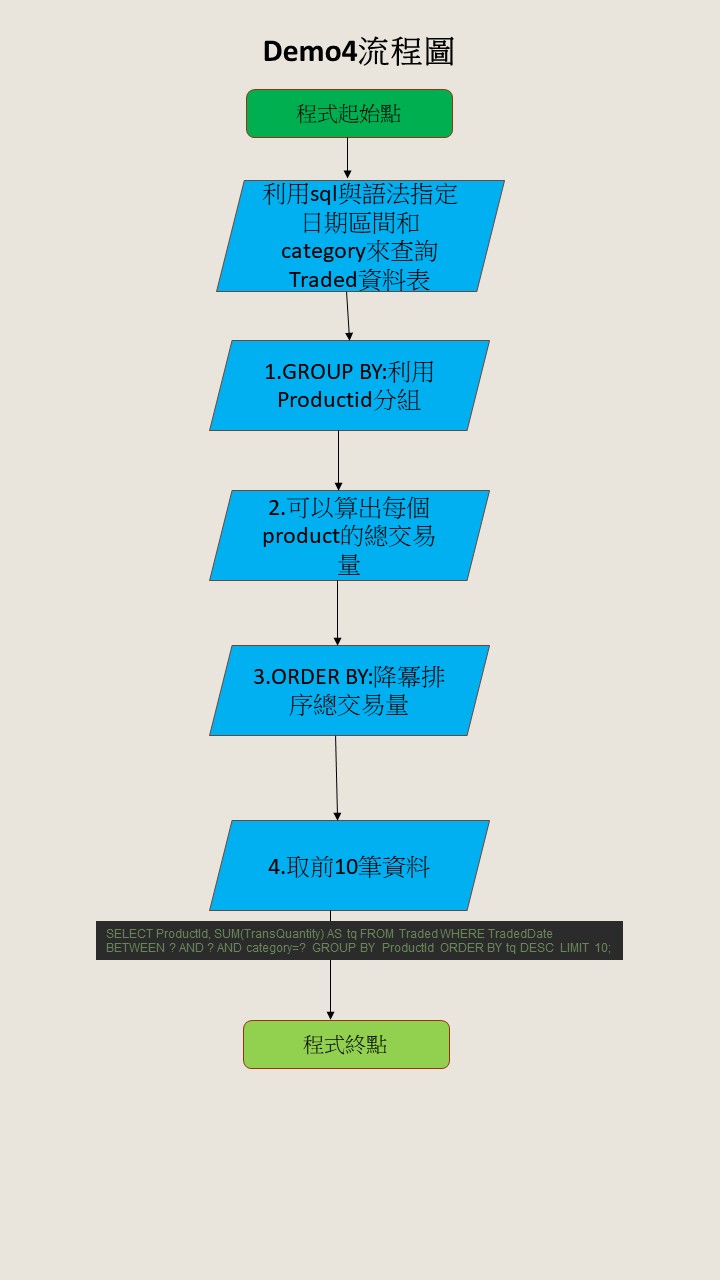 Demo4流程圖
程式起始點
利用sql與語法指定
日期區間和
category來查詢
Traded資料表
1.GROUP BY:利用
Productid分組
2.可以算出每個
product的總交易
量
3.ORDER BY:降冪排
序總交易量
4.取前10筆資料
SELECT ProductId, SUM(TransQuantity) AS tq FROM Traded WHERE TradedDate
BETWEEN ? AND ? AND category=? GROUP BY ProductId ORDER BY tq DESC LIMIT 10;
程式終點